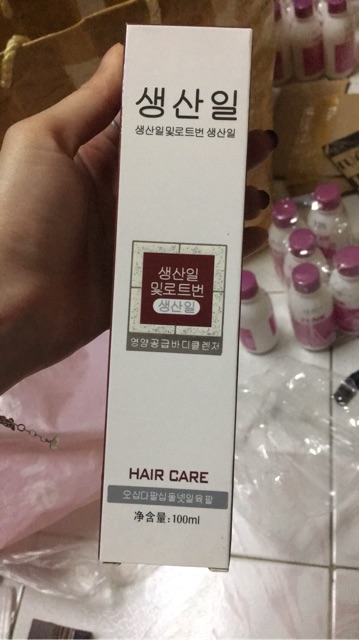 생산일
생산일및로트번 생산일
생산일
및로트번
생산일
영양공급바디클렌저
HAIR CARE
오십다팔십둘넷일육팔
净含量:100ml